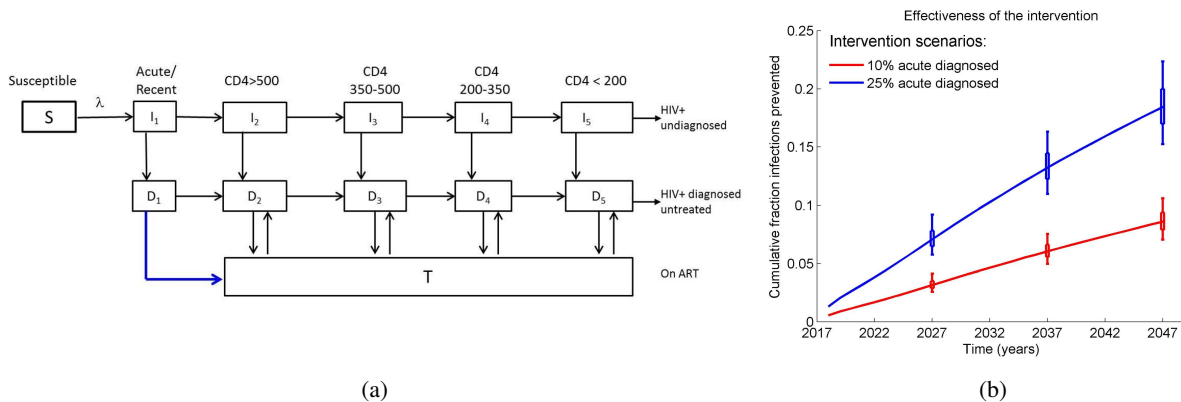 Susceptible
Acute/
Recent
CD4>500
CD4
350-500
CD4
200-350
CD4 < 200
S
λ
I1
I2
I3
I4
I5
HIV+
undiagnosed
D1
D2
D3
D4
D5
HIV+ diagnosed
untreated
T
On ART
(a)
Effectiveness of the intervention
Intervention scenarios:
10% acute diagnosed
25% acute diagnosed
Cumulative fraction infections prevented
0.25
0.2
0.15
0.1
0.05
0
2017 2022 2027 2032 2037 2042 2047
Time (years)
(b)